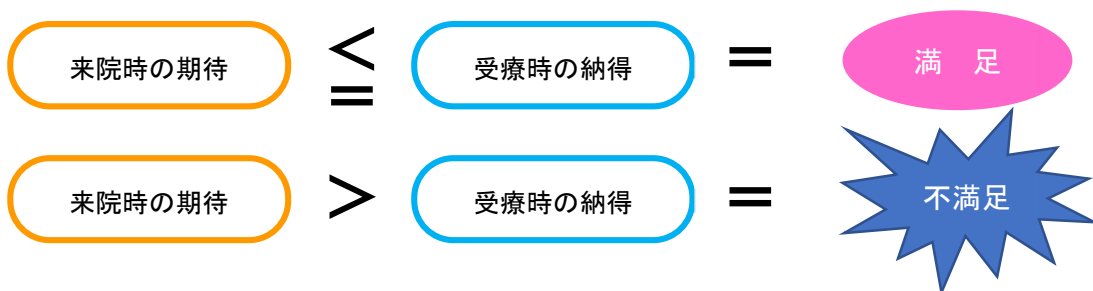 来院時の期待 ≦ 受療時の納得 = 満 足
来院時の期待 > 受療時の納得 = 不満足